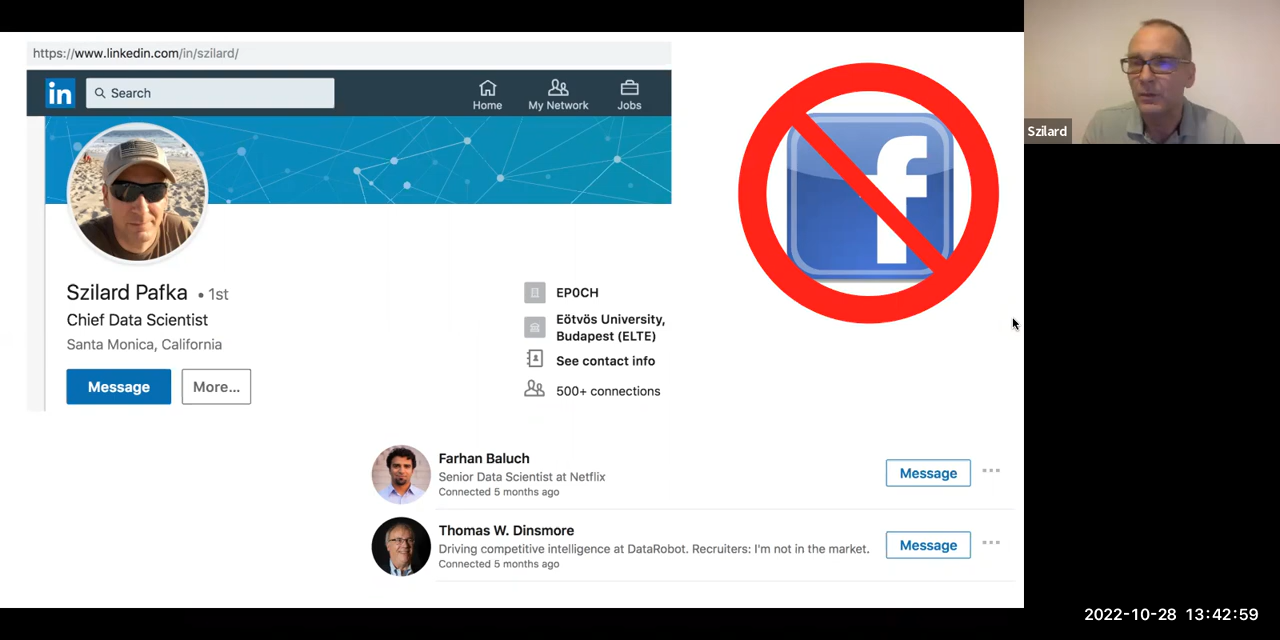 https://www.linkedin.com/in/szilard/
in
Search
Home
My Network
Jobs
f
Szilard
Szilard Pafka • 1st
Chief Data Scientist
Santa Monica, California
Message
More...
EP0CH
Eötvös University,
Budapest (ELTE)
See contact info
500+ connections
Farhan Baluch
Senior Data Scientist at Netflix
Connected 5 months ago
Message
Thomas W. Dinsmore
Driving competitive intelligence at DataRobot. Recruiters: I'm not in the market.
Connected 5 months ago
Message
2022-10-28 13:42:59